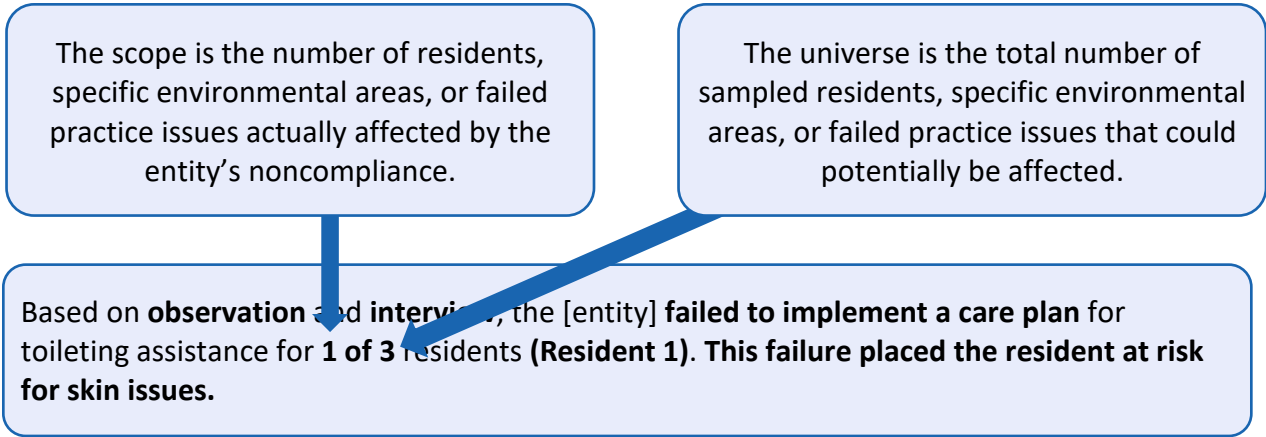 The scope is the number of residents,
specific environmental areas, or failed
practice issues actually affected by the
entity’s noncompliance.
The universe is the total number of
sampled residents, specific environmental
areas, or failed practice issues that could
potentially be affected.
Based on observation and interview, the [entity] failed to implement a care plan for
toileting assistance for 1 of 3 residents (Resident 1). This failure placed the resident at risk
for skin issues.